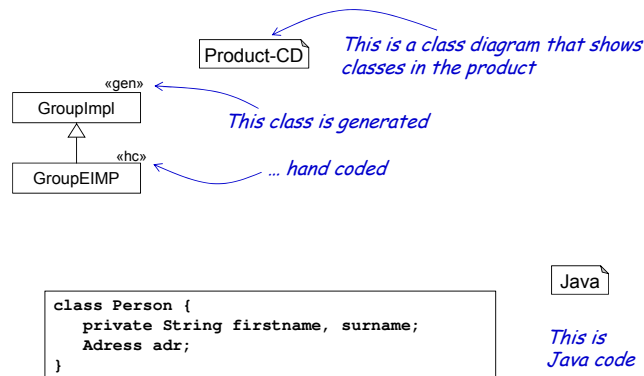 Product-CD
This is a class diagram that shows
classes in the product
«gen»
GroupImpl
This class is generated
«hc»
GroupEIMP
... hand coded
Java
class Person {
private String firstname, surname;
Adress adr;
}
This is
Java code